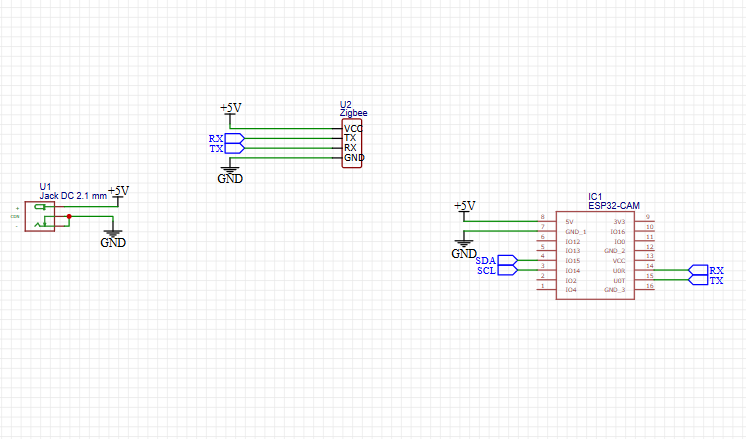 +5V
U2
Zigbee
VCC
RX TX
TX RX
GND
GND
U1
Jack DC 2.1 mm
+5V
+
CON
-
GND
IC1
ESP32-CAM
+5V
8 5V 3V3 9
7 GND_1 IO16 10
6 IO12 IO0 11
5 IO13 GND_2 12
GND
SDA 4 IO15 VCC 13
SCL 3 IO14 U0R 14 RX
2 IO2 U0T 15 TX
1 IO4 GND_3 16